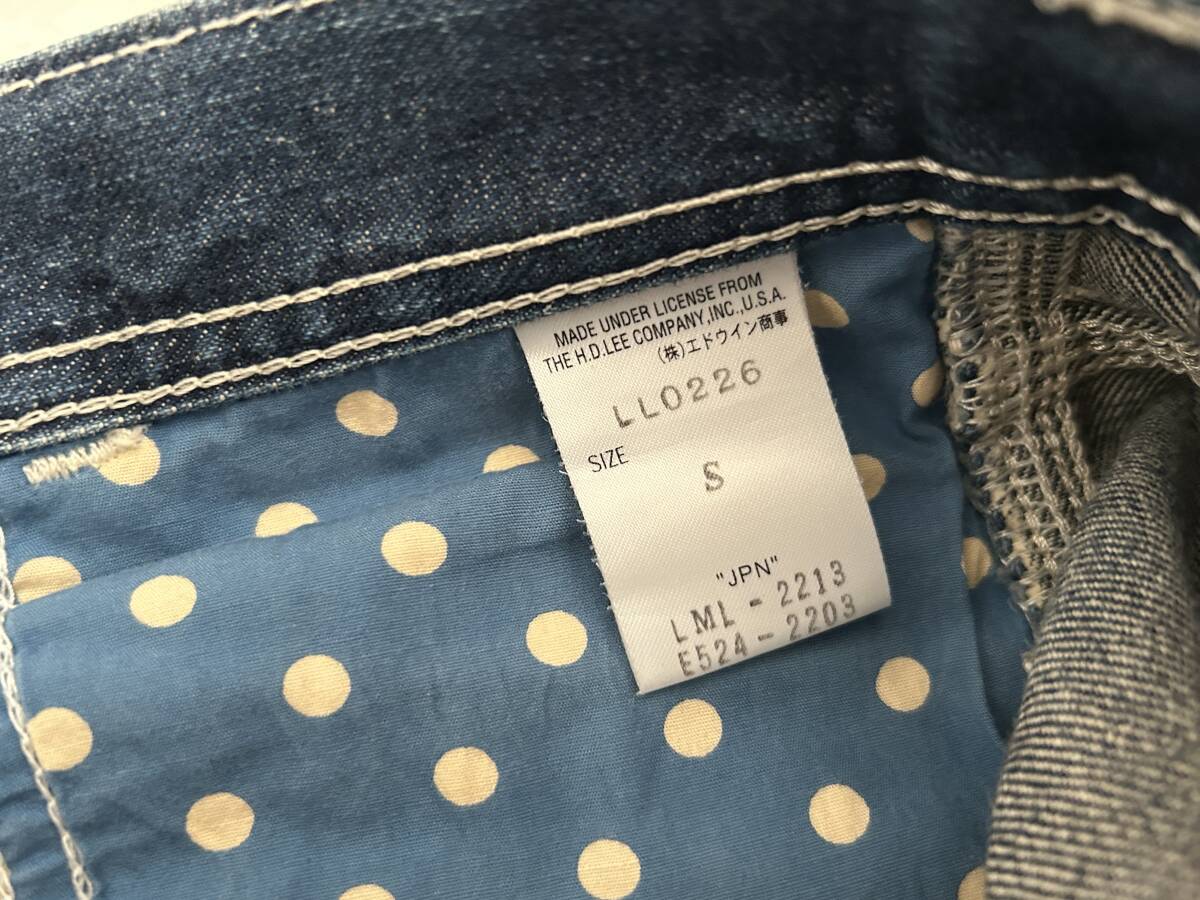 MADE UNDER LICENSE FROM
THE H.D.LEE COMPANY,INC.,U.S.A.
(株)エドウイン商事
LL0226
SIZE
S
"JPN"
LML - 2213
E524 - 2203